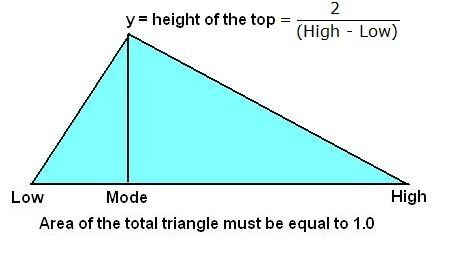 y = height of the top = 2
(High - Low)
Low Mode High
Area of the total triangle must be equal to 1.0